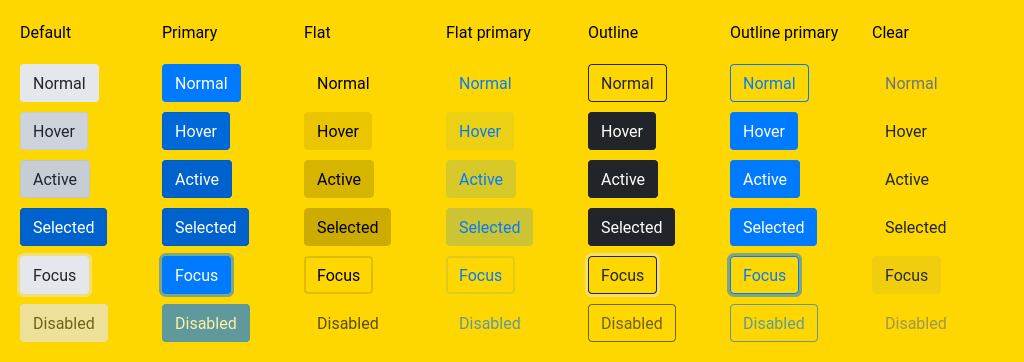 Default Primary Flat Flat primary Outline Outline primary Clear
Normal Normal Normal Normal Normal Normal Normal
Hover Hover Hover Hover Hover Hover Hover
Active Active Active Active Active Active Active
Selected Selected Selected Selected Selected Selected Selected
Focus Focus Focus Focus Focus Focus Focus
Disabled Disabled Disabled Disabled Disabled Disabled Disabled